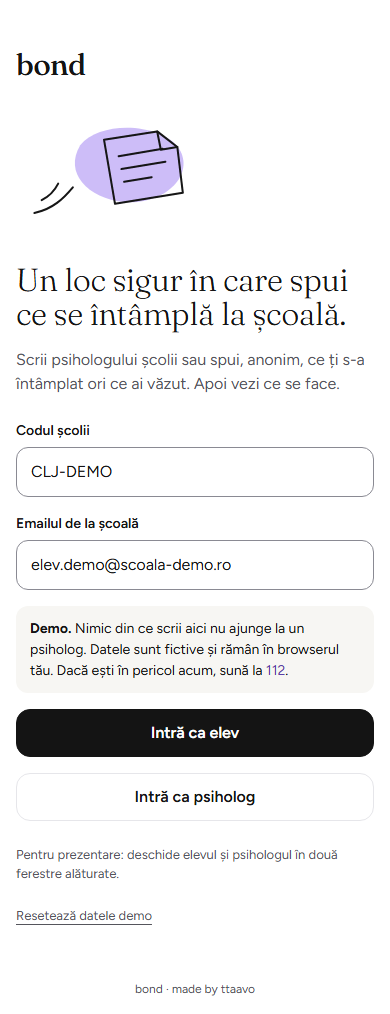 bond
Un loc sigur în care spui
ce se întâmplă la școală.
Scrii psihologului școlii sau spui, anonim, ce ți s-a
întâmplat ori ce ai văzut. Apoi vezi ce se face.
Codul școlii
CLJ-DEMO
Emailul de la școală
elev.demo@scoala-demo.ro
Demo. Nimic din ce scrii aici nu ajunge la un
psiholog. Datele sunt fictive și rămân în browserul
tău. Dacă ești în pericol acum, sună la 112.
Intră ca elev
Intră ca psiholog
Pentru prezentare: deschide elevul și psihologul în două
ferestre alăturate.
Resetează datele demo
bond · made by ttaavo